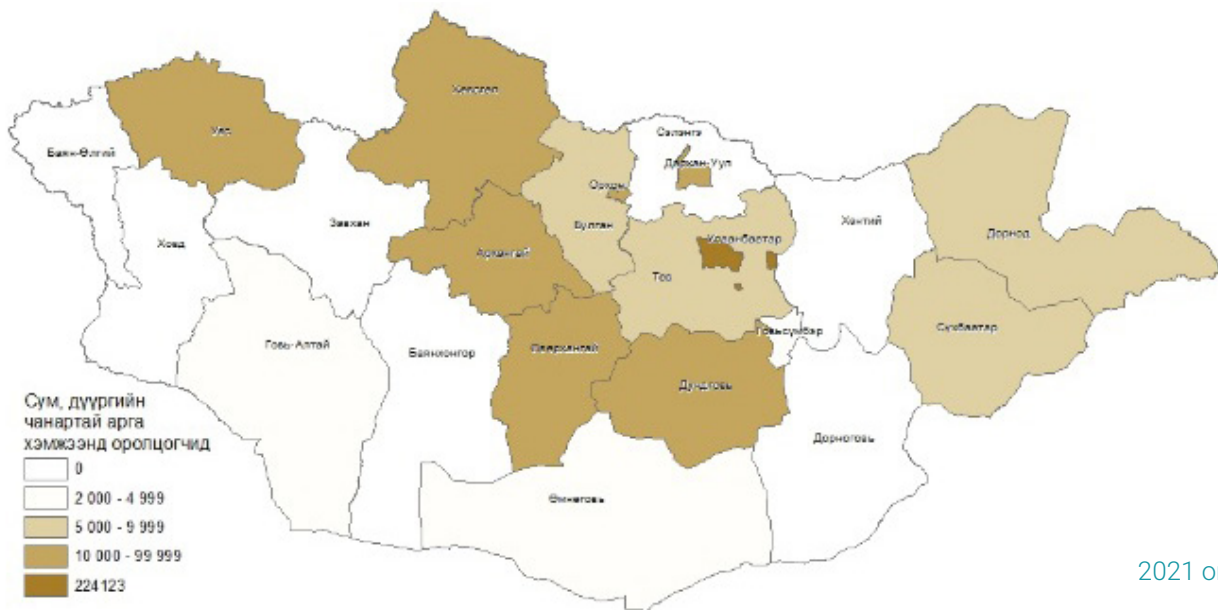 Хөвсгөл
Увс
Баян-Өлгий
Сэлэнгэ
Дархан-Уул
Орхон
Булган
Завхан
Ховд
Архангай
Улаанбаатар
Төв
Хэнтий
Дорнод
Сүхбаатар
Говьсүмбэр
Говь-Алтай
Баянхонгор
Өвөрхангай
Дундговь
Дорноговь
Өмнөговь
Сум, дүүргийн
чанартай арга
хэмжээнд оролцогчид
0
2 000 - 4 999
5 000 - 9 999
10 000 - 99 999
224 123
2021 о